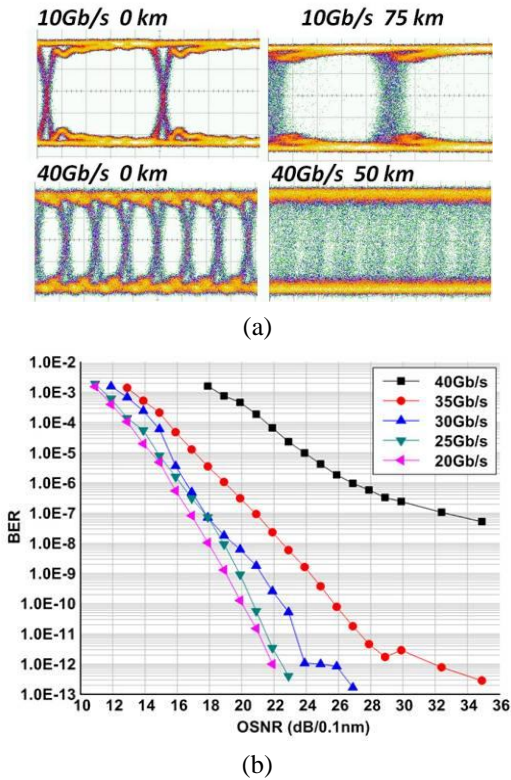 10Gb/s 0 km
10Gb/s 75 km
40Gb/s 0 km
40Gb/s 50 km
(a)
1.0E-2
1.0E-3
1.0E-4
1.0E-5
1.0E-6
1.0E-7
1.0E-8
1.0E-9
1.0E-10
1.0E-11
1.0E-12
1.0E-13
BER
40Gb/s
35Gb/s
30Gb/s
25Gb/s
20Gb/s
10 12 14 16 18 20 22 24 26 28 30 32 34 36
OSNR (dB/0.1nm)
(b)